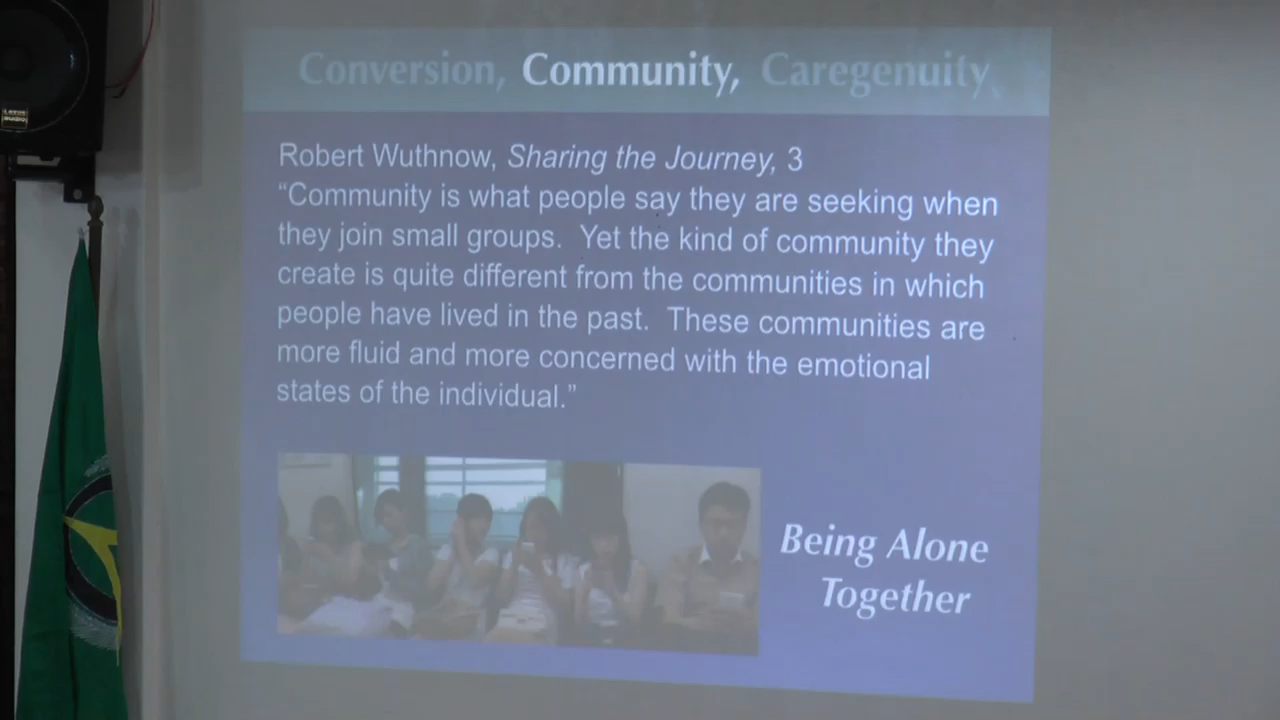 Conversion, Community, Caregenuity
Robert Wuthnow, Sharing the Journey, 3
“Community is what people say they are seeking when
they join small groups.  Yet the kind of community they
create is quite different from the communities in which
people have lived in the past.  These communities are
more fluid and more concerned with the emotional
states of the individual.”
Being Alone
Together